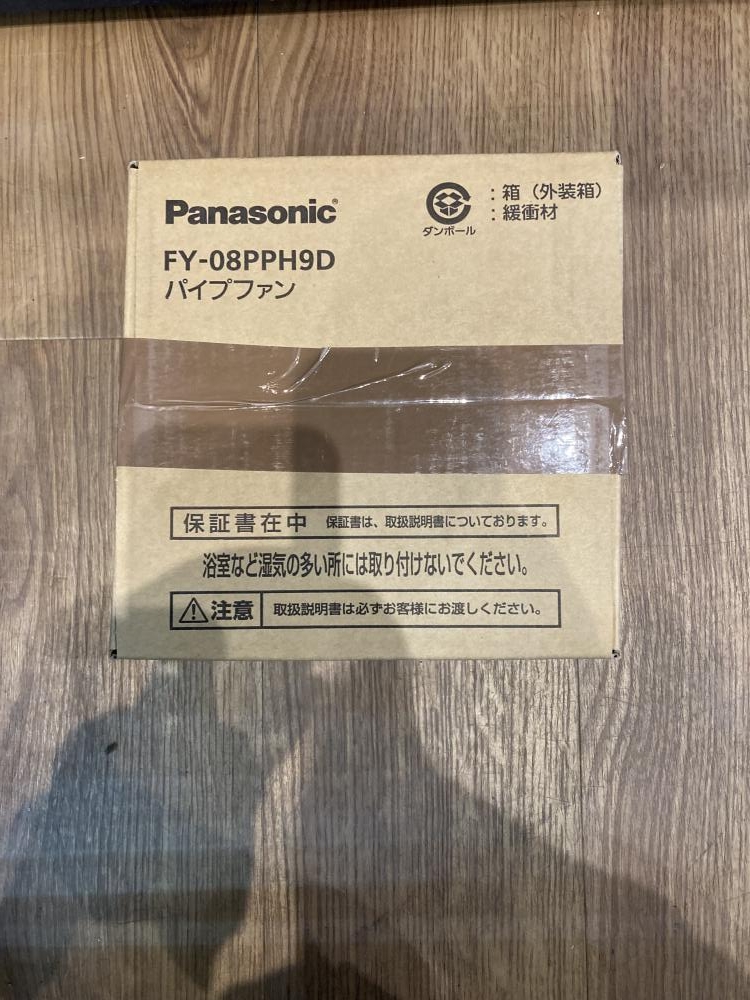 Panasonic
FY-08PPH9D
パイプファン
ダンボール
：箱（外装箱）
：緩衝材
保証書在中 保証書は、取扱説明書についております。
浴室など湿気の多い所には取り付けないでください。
注意 取扱説明書は必ずお客様にお渡しください。